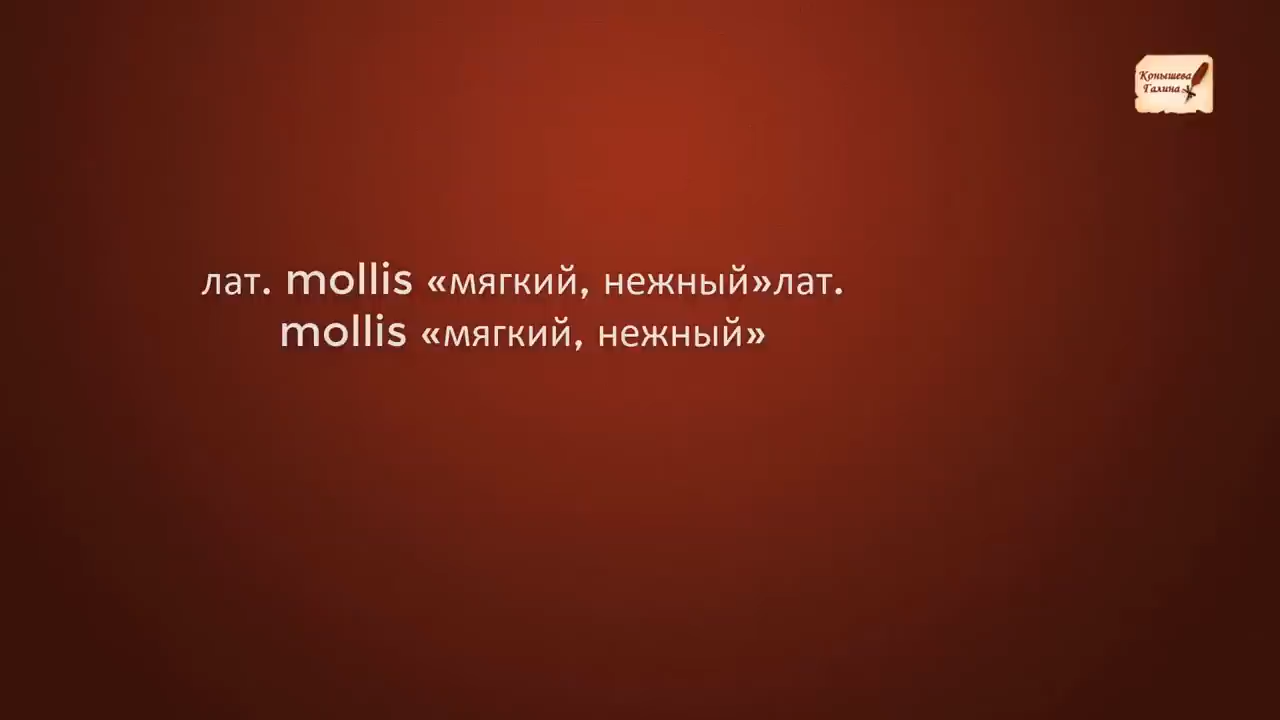 Конышева
Галина
лат. mollis «мягкий, нежный»лат.
mollis «мягкий, нежный»